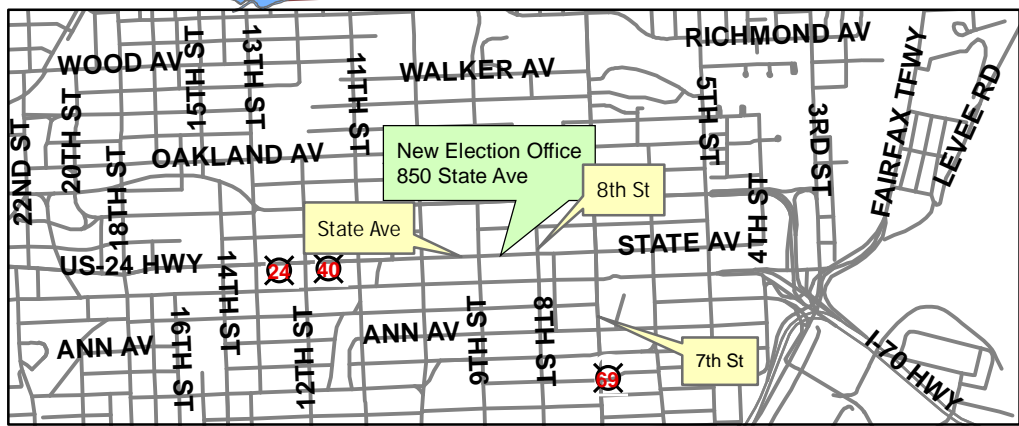 RICHMOND AV
WOOD AV
15TH ST
13TH ST
11TH ST
WALKER AV
5TH ST
3RD ST
FAIRFAX TFWY
LEVEE RD
22ND ST
20TH ST
18TH ST
OAKLAND AV
New Election Office
850 State Ave
8th St
4TH ST
State Ave
STATE AV
US-24 HWY
24
40
14TH ST
16TH ST
12TH ST
ANN AV
ANN AV
9TH ST
8TH ST
7th St
I-70 HWY
69